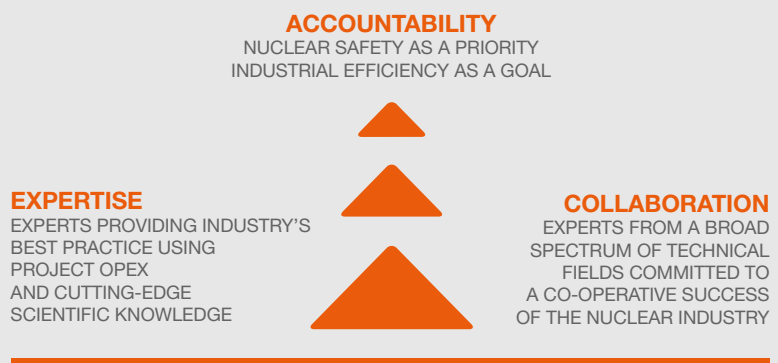 ACCOUNTABILITY
NUCLEAR SAFETY AS A PRIORITY
INDUSTRIAL EFFICIENCY AS A GOAL
EXPERTISE
EXPERTS PROVIDING INDUSTRY’S
BEST PRACTICE USING
PROJECT OPEX
AND CUTTING-EDGE
SCIENTIFIC KNOWLEDGE
COLLABORATION
EXPERTS FROM A BROAD
SPECTRUM OF TECHNICAL
FIELDS COMMITTED TO
A CO-OPERATIVE SUCCESS
OF THE NUCLEAR INDUSTRY